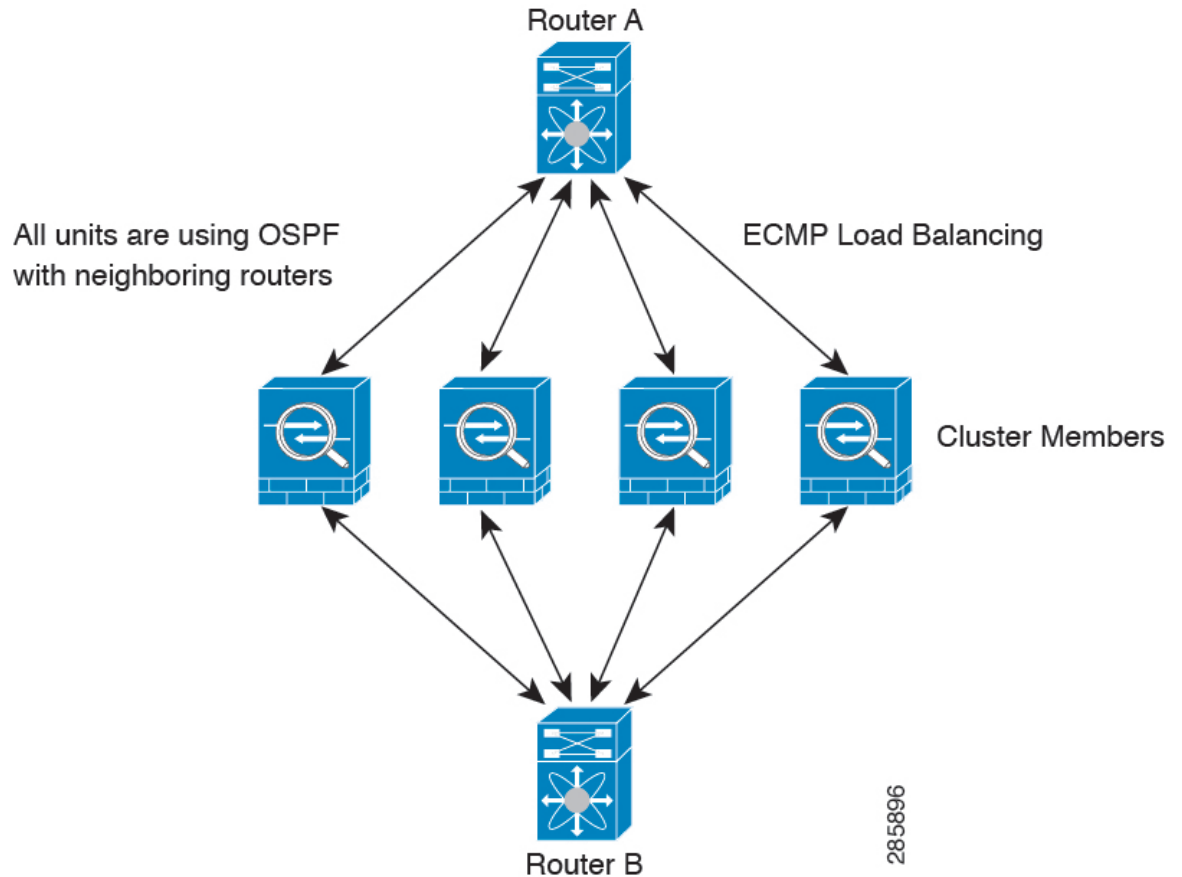 Router A
All units are using OSPF
with neighboring routers
ECMP Load Balancing
Cluster Members
Router B
285896